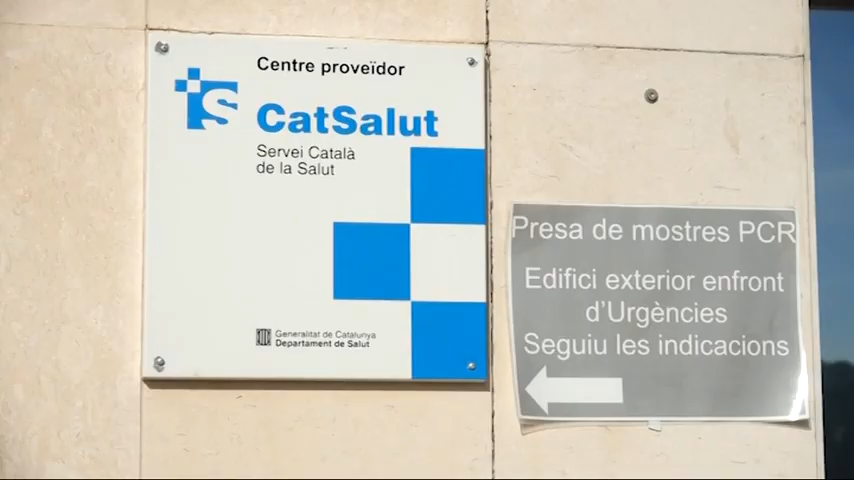 Centre proveïdor
S
CatSalut
Servei Català
de la Salut
Generalitat de Catalunya
Departament de Salut
Presa de mostres PCR
Edifici exterior enfront
d'Urgències
Seguiu les indicacions